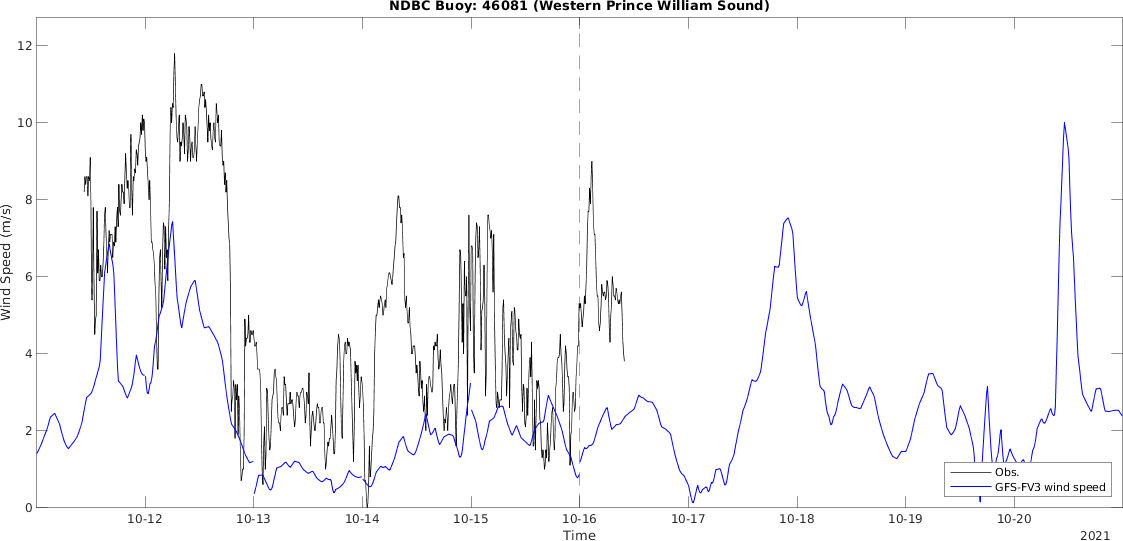 NDBC Buoy: 46081 (Western Prince William Sound)
12
10
8
6
4
2
0
Wind Speed (m/s)
10-12 10-13 10-14 10-15 10-16 10-17 10-18 10-19 10-20
Time
2021
Obs.
GFS-FV3 wind speed